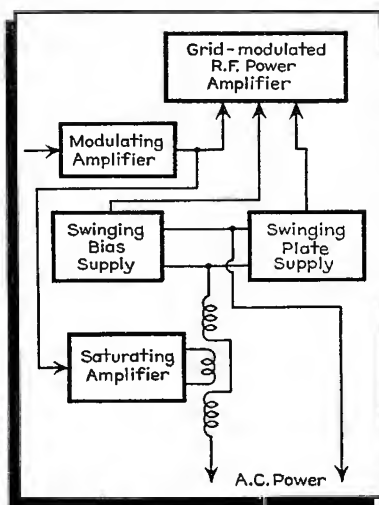 Grid-modulated
R.F. Power
Amplifier
Modulating
Amplifier
Swinging
Bias
Supply
Swinging
Plate
Supply
Saturating
Amplifier
A.C. Power